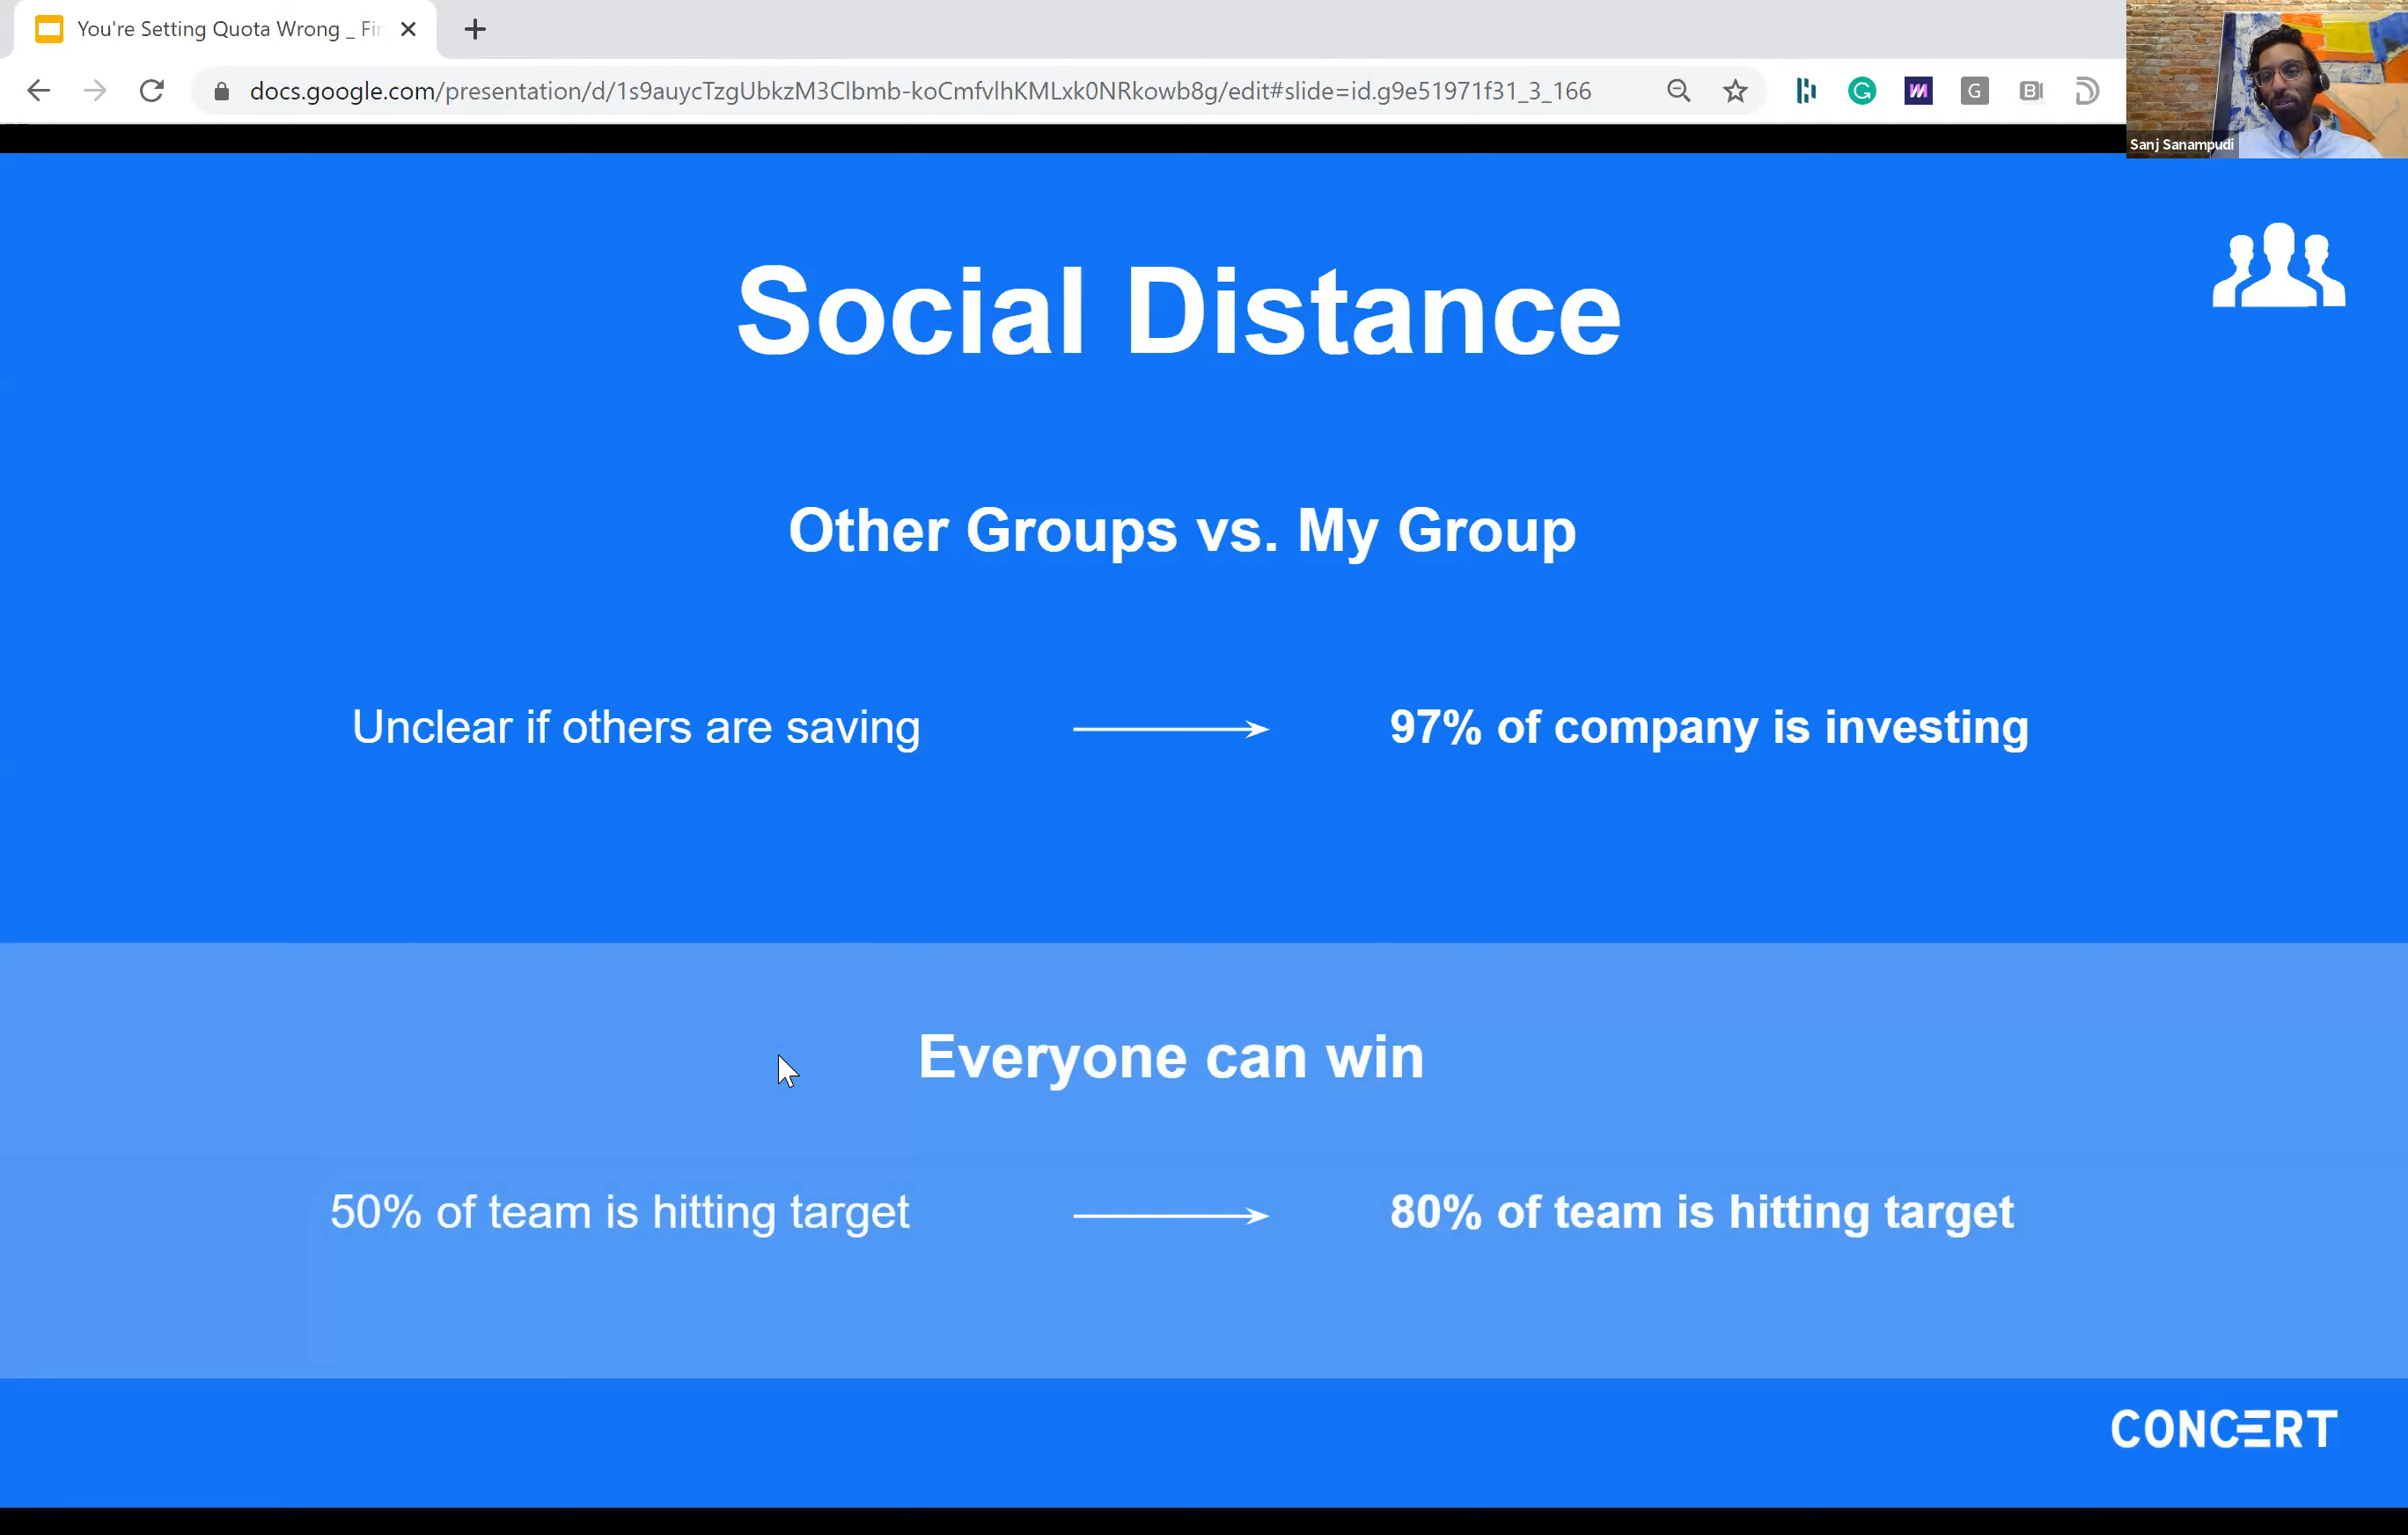 You're Setting Quota Wrong _ Fi
docs.google.com/presentation/d/1s9auycTzgUbkzM3Clbmb-koCmfvlhKMLxk0NRkowb8g/edit#slide=id.g9e51971f31_3_166
Sanj Sanampudi
Social Distance
Other Groups vs. My Group
Unclear if others are saving
97% of company is investing
Everyone can win
50% of team is hitting target
80% of team is hitting target
CONCERT